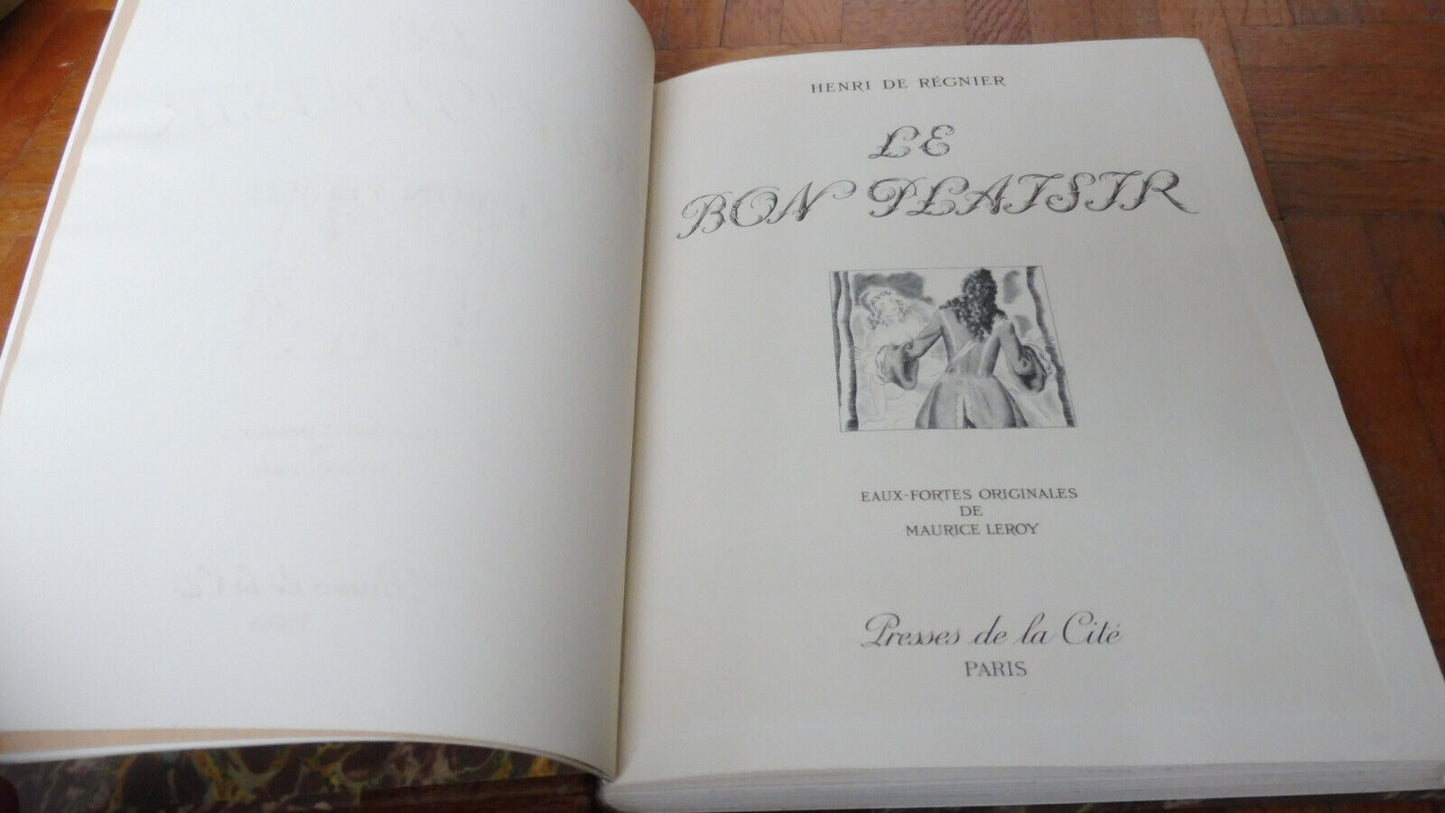 HENRI DE RÉGNIER
LE
BON PLAISIR
EAUX-FORTES ORIGINALES
DE
MAURICE LEROY
Presses de la Cité
PARIS